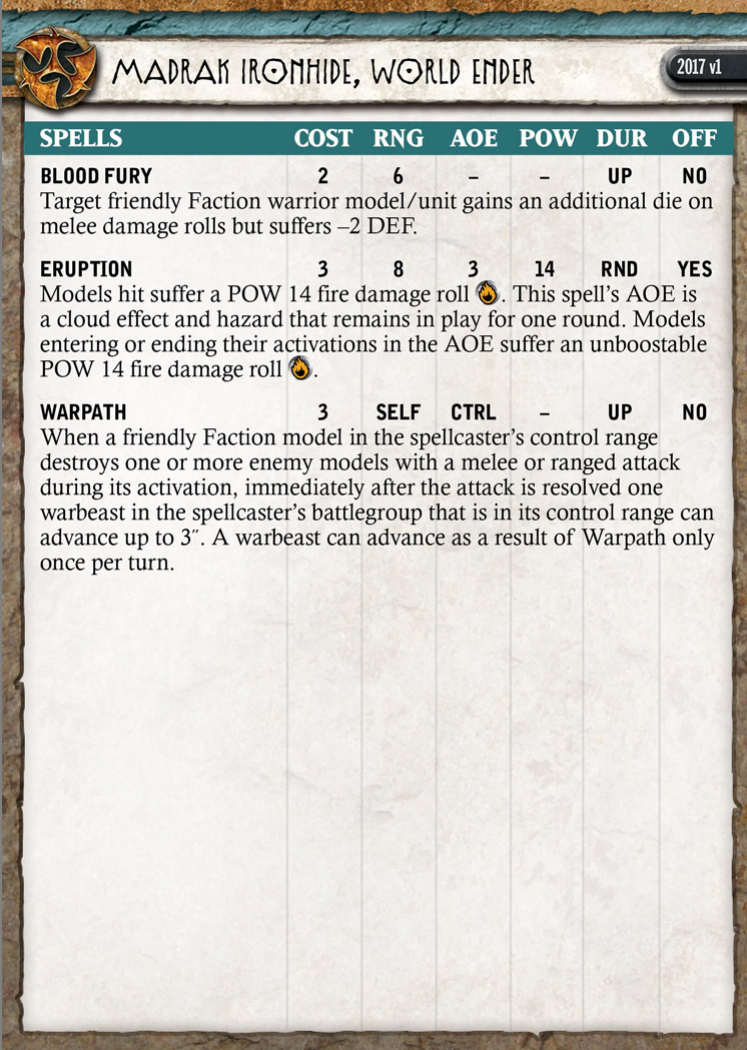 MADRAK IRONHIDE, WORLD ENDER
2017 v1
SPELLS COST RNG AOE POW DUR OFF
BLOOD FURY 2 6 – – UP NO
Target friendly Faction warrior model/unit gains an additional die on
melee damage rolls but suffers –2 DEF.
ERUPTION 3 8 3 14 RND YES
Models hit suffer a POW 14 fire damage roll . This spell's AOE is
a cloud effect and hazard that remains in play for one round. Models
entering or ending their activations in the AOE suffer an unboostable
POW 14 fire damage roll .
WARPATH 3 SELF CTRL – UP NO
When a friendly Faction model in the spellcaster's control range
destroys one or more enemy models with a melee or ranged attack
during its activation, immediately after the attack is resolved one
warbeast in the spellcaster's battlegroup that is in its control range can
advance up to 3˝. A warbeast can advance as a result of Warpath only
once per turn.